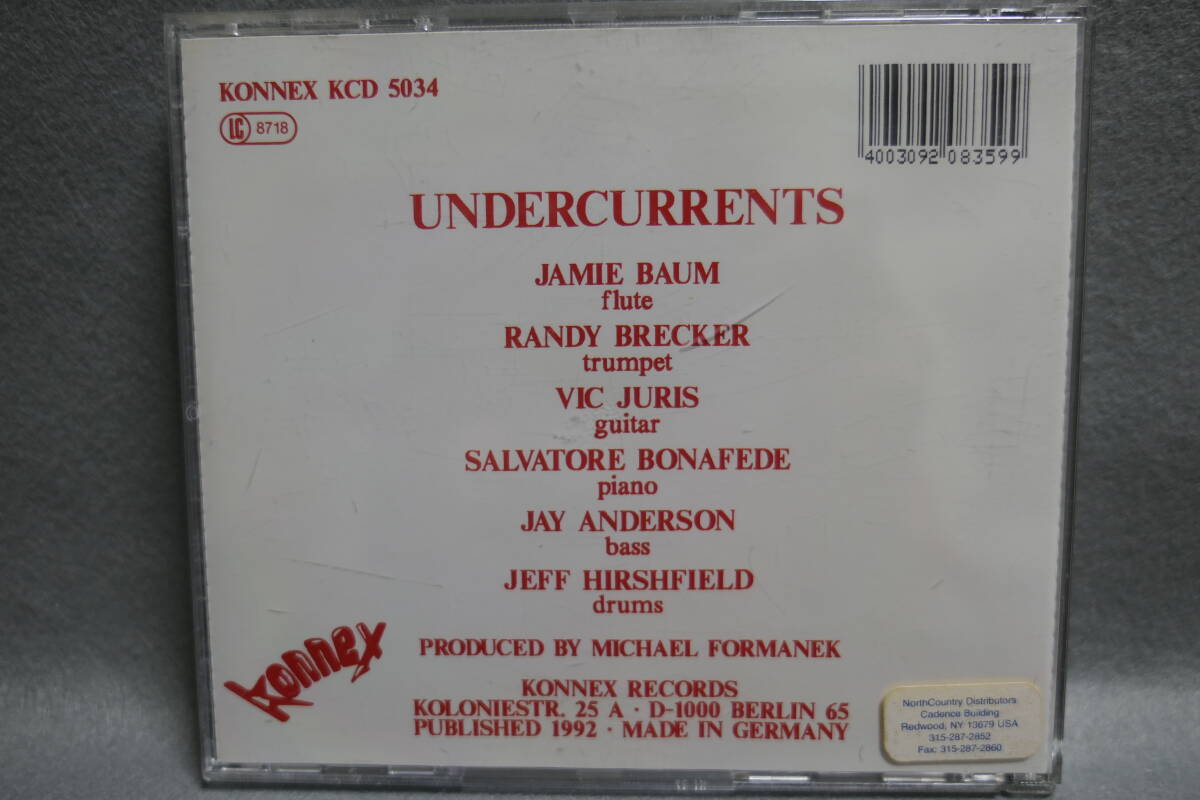 KONNEX KCD 5034
LC 8718
4003092 083599
UNDERCURRENTS
JAMIE BAUM
flute
RANDY BRECKER
trumpet
VIC JURIS
guitar
SALVATORE BONAFEDE
piano
JAY ANDERSON
bass
JEFF HIRSHFIELD
drums
konnex
PRODUCED BY MICHAEL FORMANEK
KONNEX RECORDS
KOLONIESTR. 25 A · D-1000 BERLIN 65
PUBLISHED 1992 · MADE IN GERMANY
NorthCountry Distributors
Cadence Building
Redwood, NY 13679 USA
315-287-2852
Fax: 315-287-2860